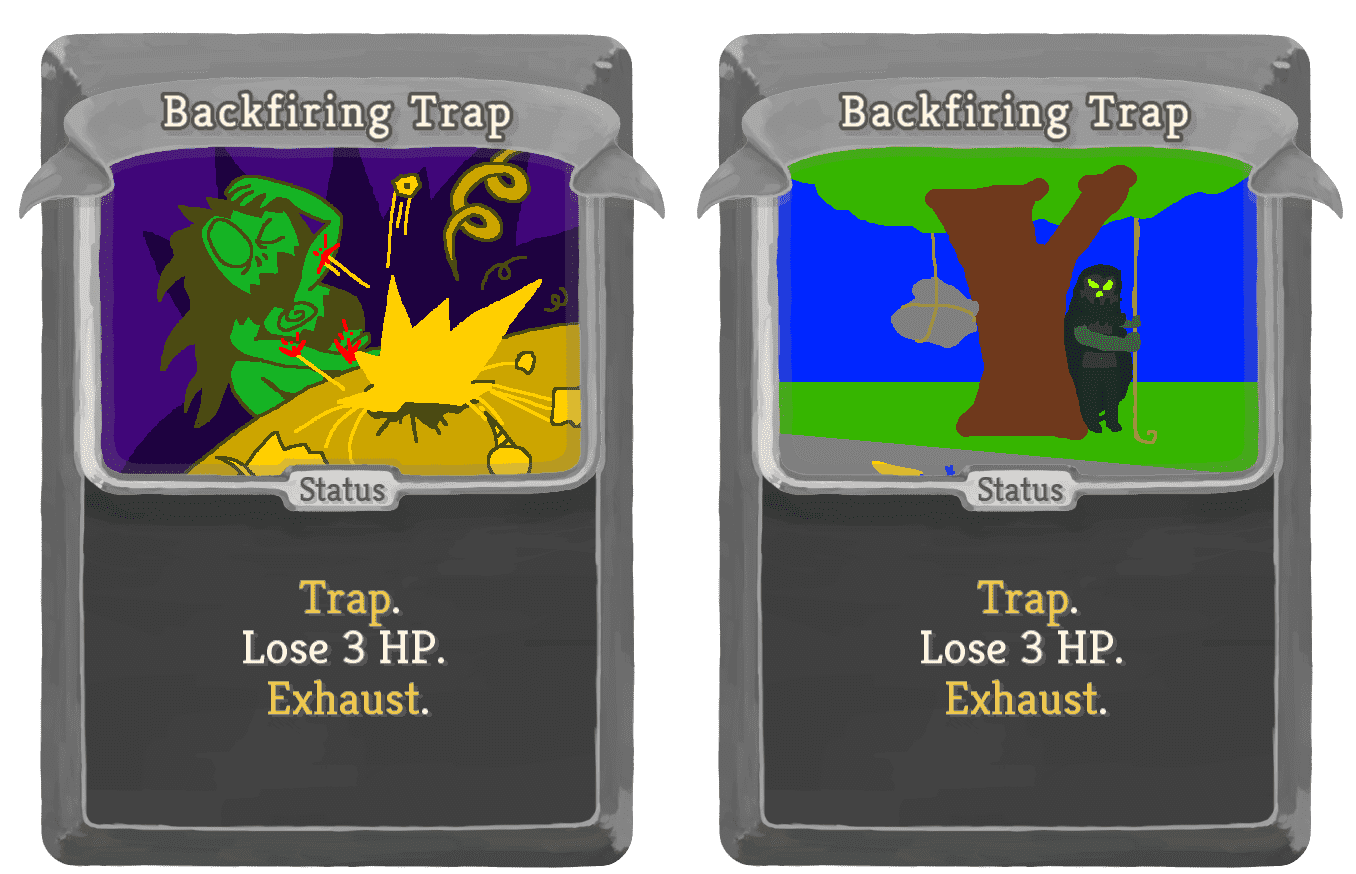 Backfiring Trap
Status
Trap.
Lose 3 HP.
Exhaust.
Backfiring Trap
Status
Trap.
Lose 3 HP.
Exhaust.